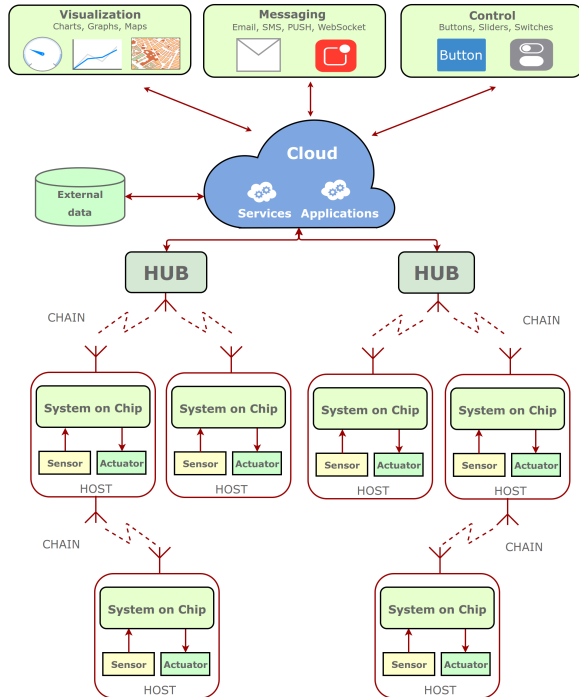 Visualization
Charts, Graphs, Maps
Messaging
Email, SMS, PUSH, WebSocket
Control
Buttons, Sliders, Switches
Button
Cloud
External
data
Services
Applications
HUB
HUB
CHAIN
CHAIN
System on Chip
System on Chip
System on Chip
System on Chip
Sensor
Actuator
Sensor
Actuator
Sensor
Actuator
Sensor
Actuator
HOST
HOST
HOST
HOST
CHAIN
CHAIN
System on Chip
System on Chip
Sensor
Actuator
Sensor
Actuator
HOST
HOST